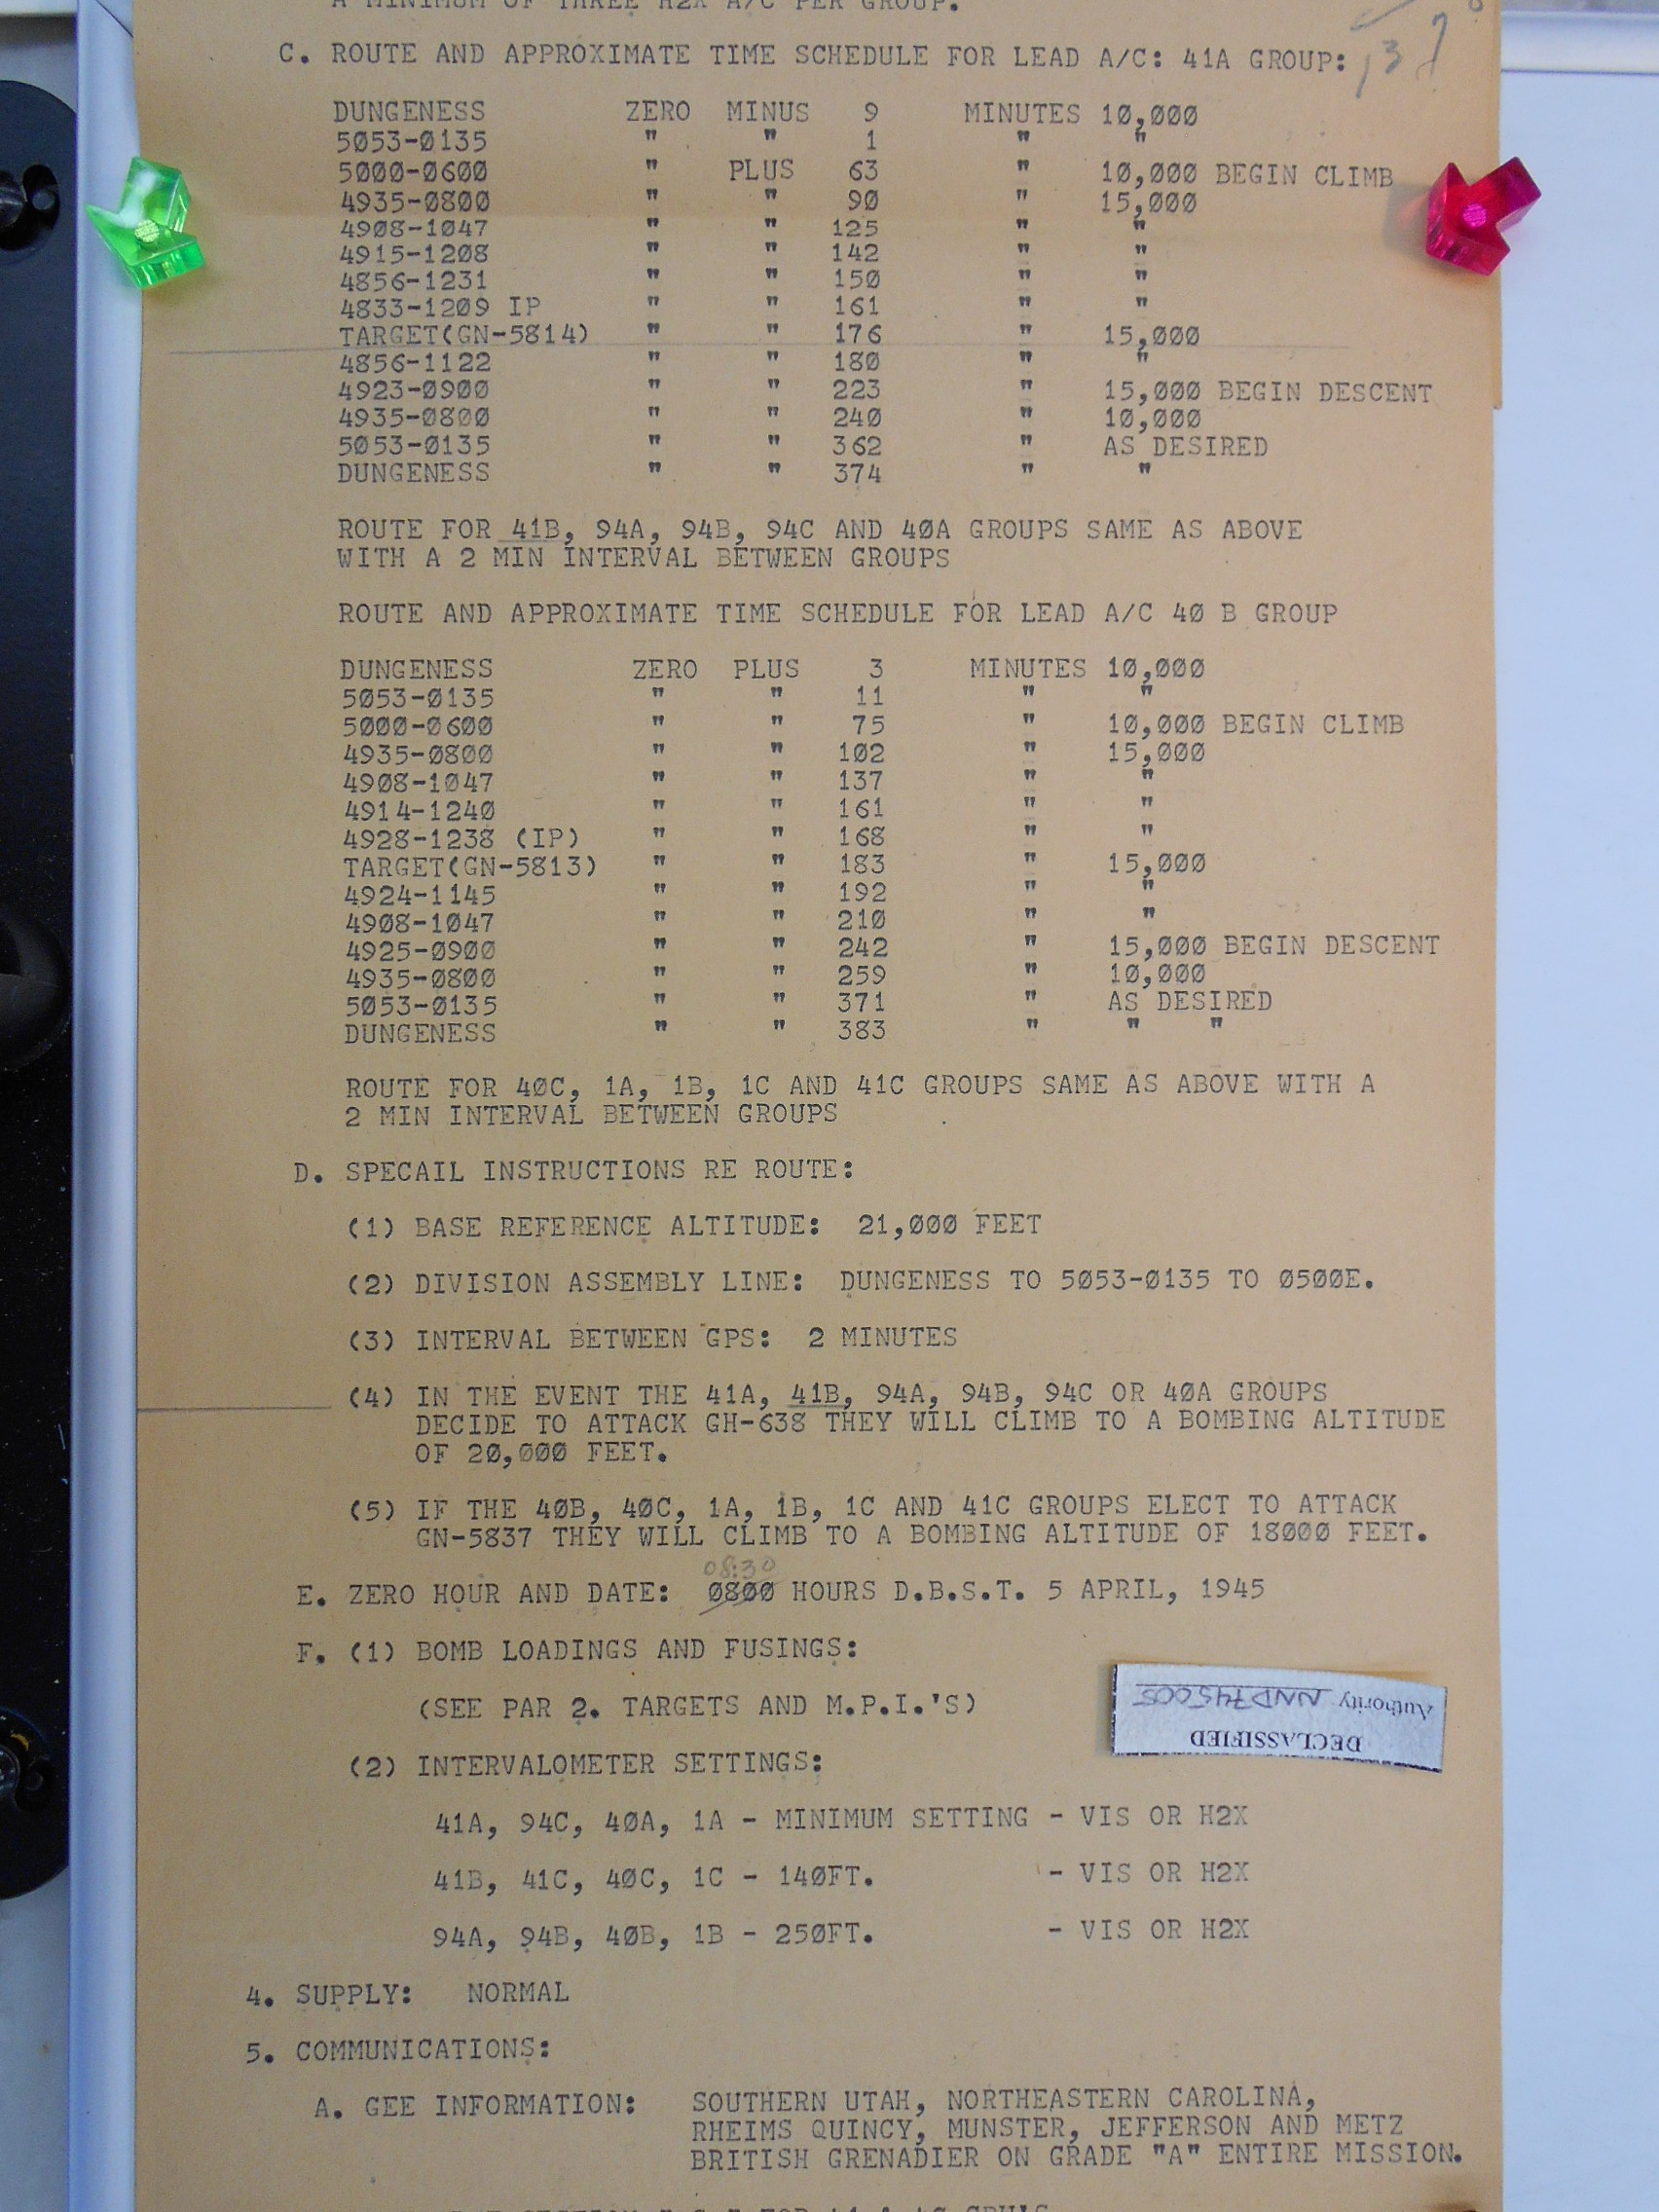 A MINIMUM OF THREE H2X A/C PER GROUP.
C. ROUTE AND APPROXIMATE TIME SCHEDULE FOR LEAD A/C: 41A GROUP:
DUNGENESS ZERO MINUS 9 MINUTES 10,000
5053-0135 " " 1 " "
5000-0600 " PLUS 63 " 10,000 BEGIN CLIMB
4935-0800 " " 90 " 15,000
4908-1047 " " 125 " "
4915-1208 " " 142 " "
4856-1231 " " 150 " "
4833-1209 IP " " 161 " "
TARGET(GN-5814) " " 176 " 15,000
4856-1122 " " 180 " "
4923-0900 " " 223 " 15,000 BEGIN DESCENT
4935-0800 " " 240 " 10,000
5053-0135 " " 362 " AS DESIRED
DUNGENESS " " 374 " "
ROUTE FOR 41B, 94A, 94B, 94C AND 40A GROUPS SAME AS ABOVE
WITH A 2 MIN INTERVAL BETWEEN GROUPS
ROUTE AND APPROXIMATE TIME SCHEDULE FOR LEAD A/C 40 B GROUP
DUNGENESS ZERO PLUS 3 MINUTES 10,000
5053-0135 " " 11 " "
5000-0600 " " 75 " 10,000 BEGIN CLIMB
4935-0800 " " 102 " 15,000
4908-1047 " " 137 " "
4914-1240 " " 161 " "
4928-1238 (IP) " " 168 " "
TARGET(GN-5813) " " 183 " 15,000
4924-1145 " " 192 " "
4908-1047 " " 210 " "
4925-0900 " " 242 " 15,000 BEGIN DESCENT
4935-0800 " " 259 " 10,000
5053-0135 " " 371 " AS DESIRED
DUNGENESS " " 383 " " "
ROUTE FOR 40C, 1A, 1B, 1C AND 41C GROUPS SAME AS ABOVE WITH A
2 MIN INTERVAL BETWEEN GROUPS
D. SPECAIL INSTRUCTIONS RE ROUTE:
(1) BASE REFERENCE ALTITUDE: 21,000 FEET
(2) DIVISION ASSEMBLY LINE: DUNGENESS TO 5053-0135 TO 0500E.
(3) INTERVAL BETWEEN GPS: 2 MINUTES
(4) IN THE EVENT THE 41A, 41B, 94A, 94B, 94C OR 40A GROUPS
DECIDE TO ATTACK GH-638 THEY WILL CLIMB TO A BOMBING ALTITUDE
OF 20,000 FEET.
(5) IF THE 40B, 40C, 1A, 1B, 1C AND 41C GROUPS ELECT TO ATTACK
GN-5837 THEY WILL CLIMB TO A BOMBING ALTITUDE OF 18000 FEET.
08:30
E. ZERO HOUR AND DATE: 0800 HOURS D.B.S.T. 5 APRIL, 1945
F. (1) BOMB LOADINGS AND FUSINGS:
(SEE PAR 2. TARGETS AND M.P.I.'S)
DECLASSIFIED
Authority NND745005
(2) INTERVALOMETER SETTINGS:
41A, 94C, 40A, 1A - MINIMUM SETTING - VIS OR H2X
41B, 41C, 40C, 1C - 140FT. - VIS OR H2X
94A, 94B, 40B, 1B - 250FT. - VIS OR H2X
4. SUPPLY: NORMAL
5. COMMUNICATIONS:
A. GEE INFORMATION: SOUTHERN UTAH, NORTHEASTERN CAROLINA,
RHEIMS QUINCY, MUNSTER, JEFFERSON AND METZ
BRITISH GRENADIER ON GRADE "A" ENTIRE MISSION.